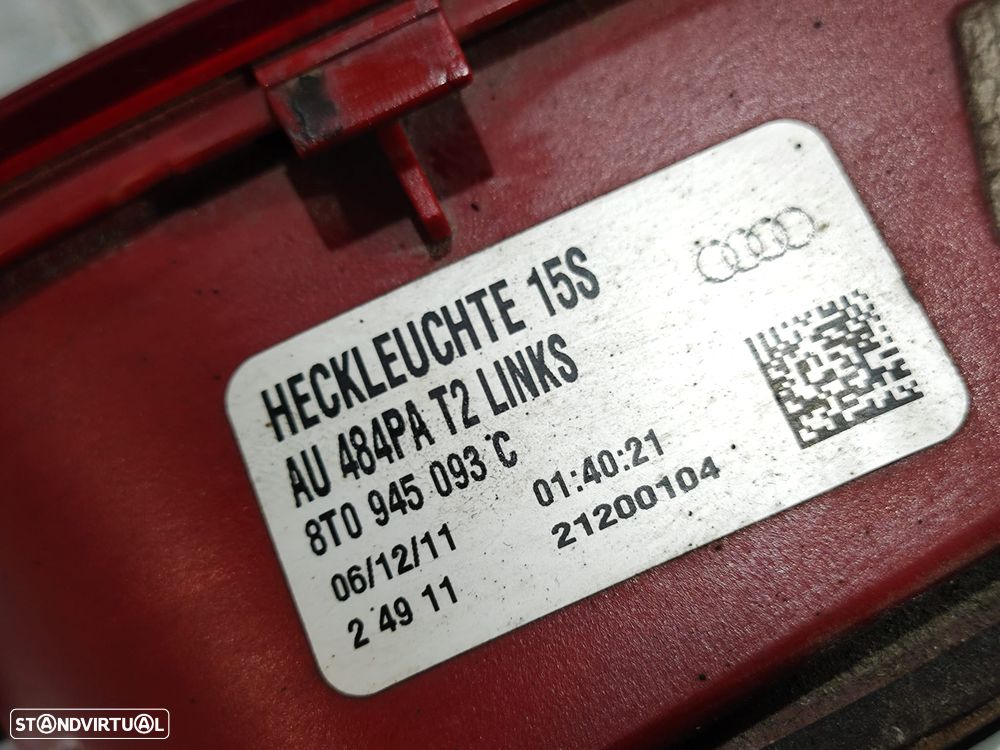 HECKLEUCHTE 15S
AU 484PA T2 LINKS
8T0 945 093 C
06/12/11 01:40:21
2 49 11 21200104
STANDVIRTUAL